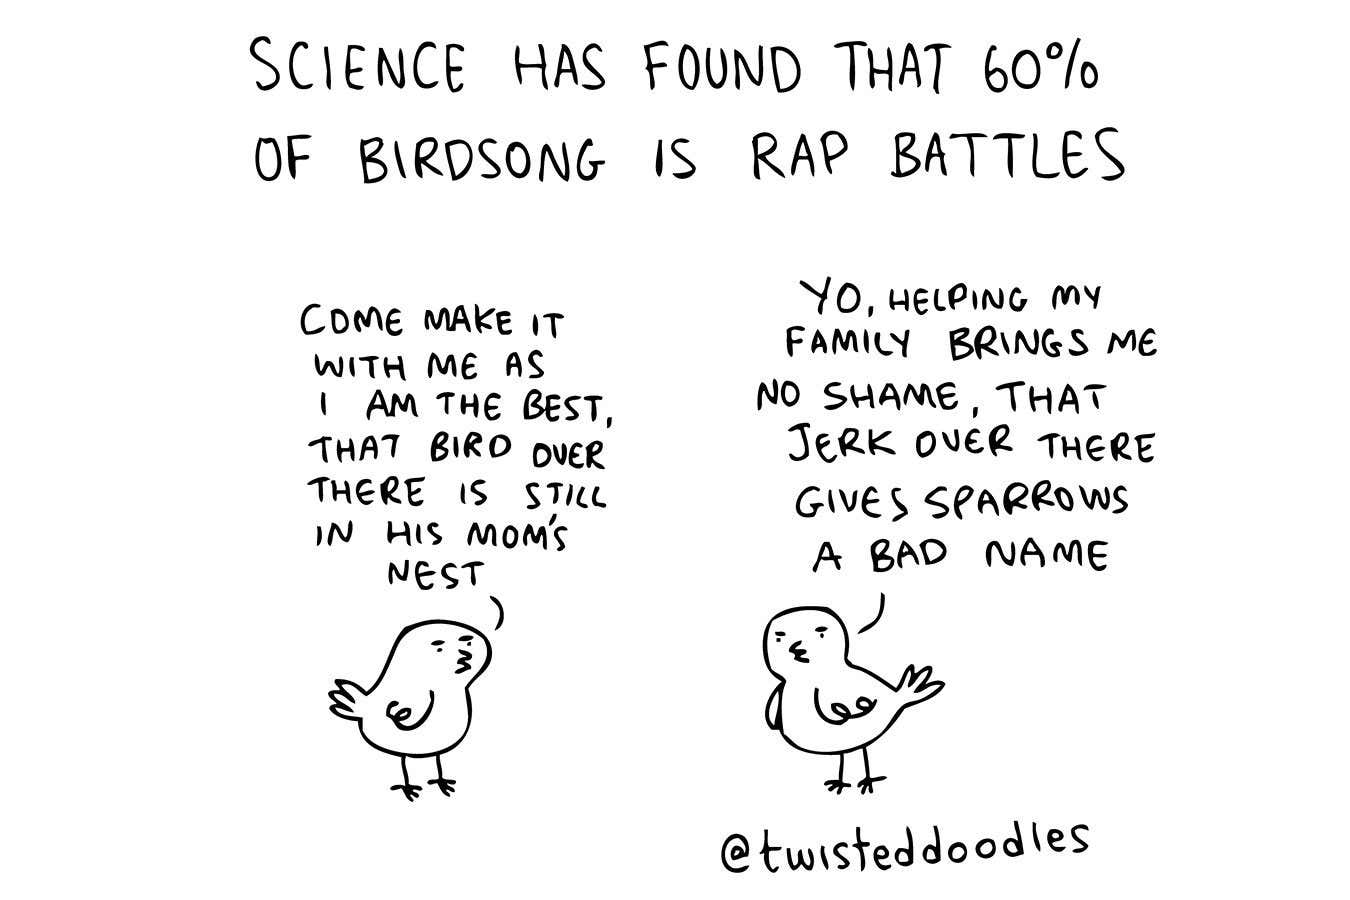 SCIENCE HAS FOUND THAT 60%
OF BIRDSONG IS RAP BATTLES
COME MAKE IT
WITH ME AS
I AM THE BEST,
THAT BIRD OVER
THERE IS STILL
IN HIS MOM'S
NEST
YO, HELPING MY
FAMILY BRINGS ME
NO SHAME, THAT
JERK OVER THERE
GIVES SPARROWS
A BAD NAME
@twisteddoodles